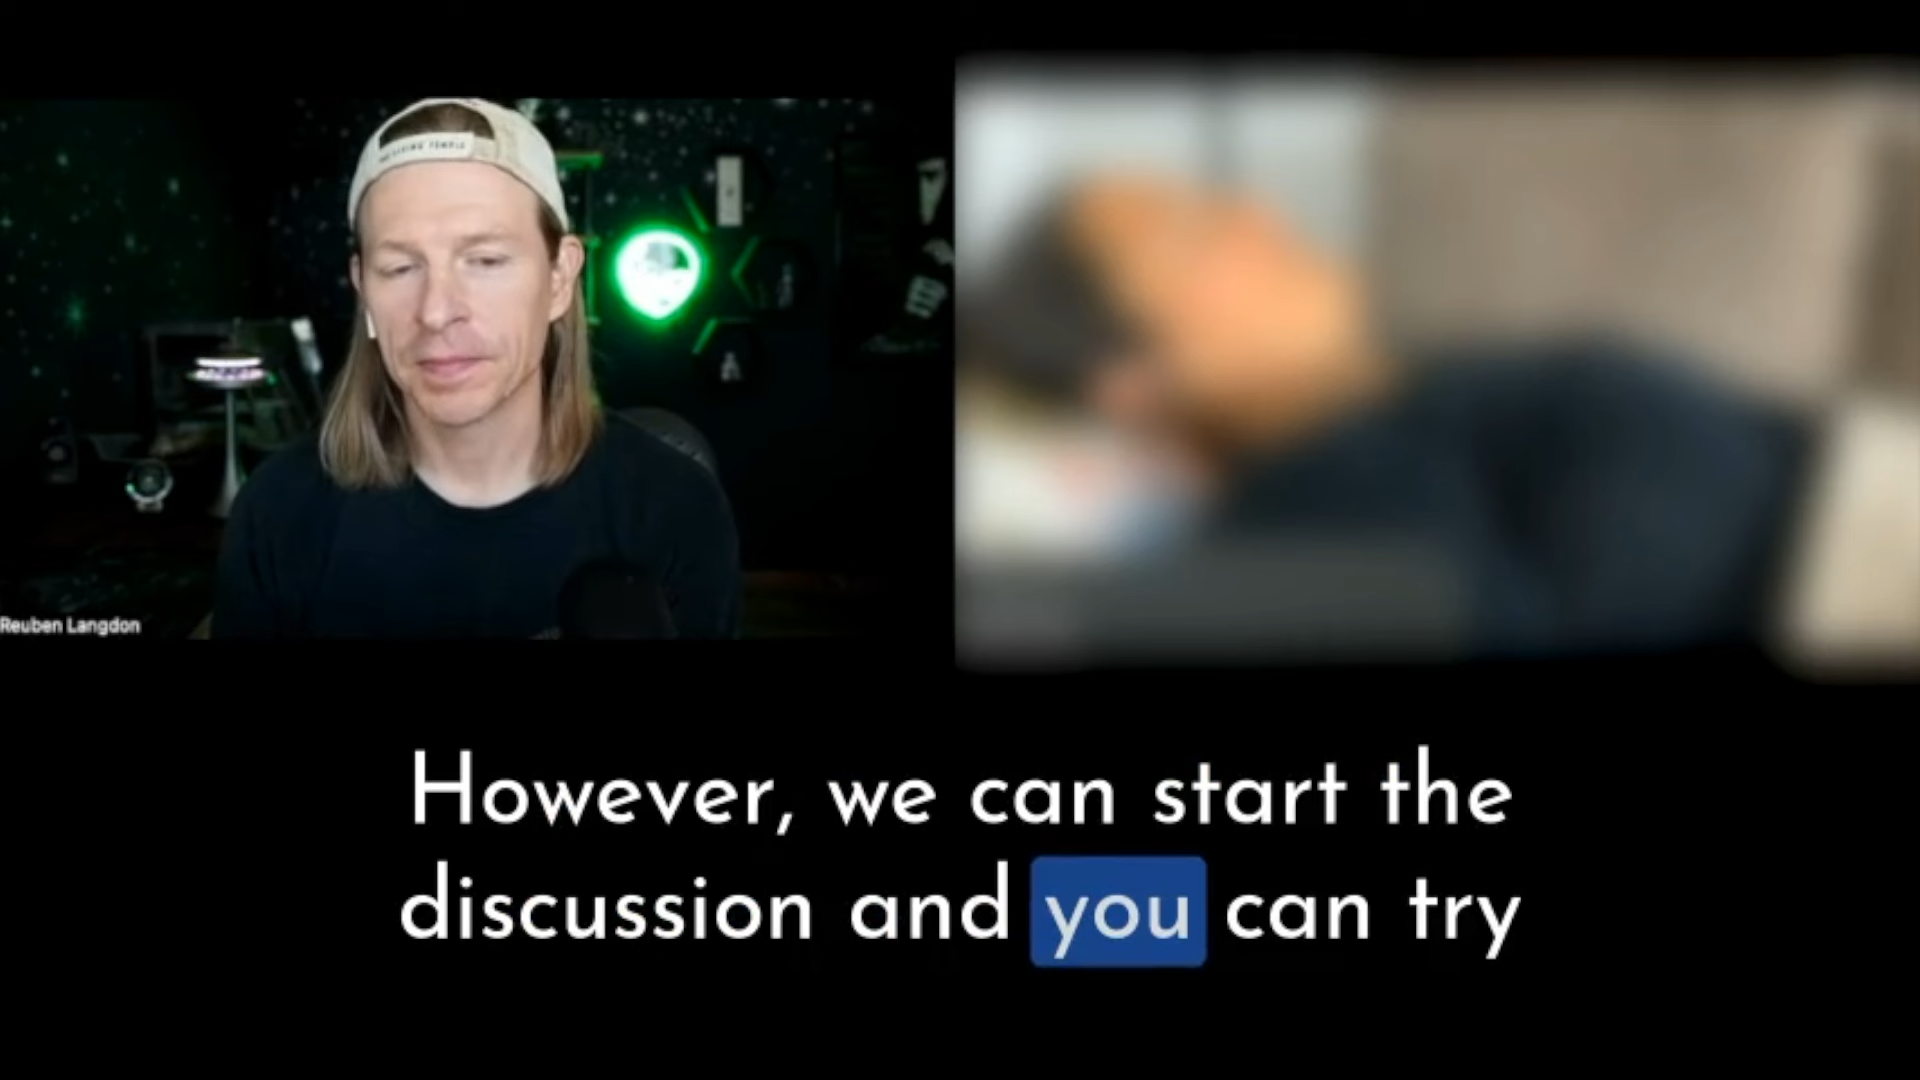 Reuben Langdon
However, we can start the
discussion and you can try